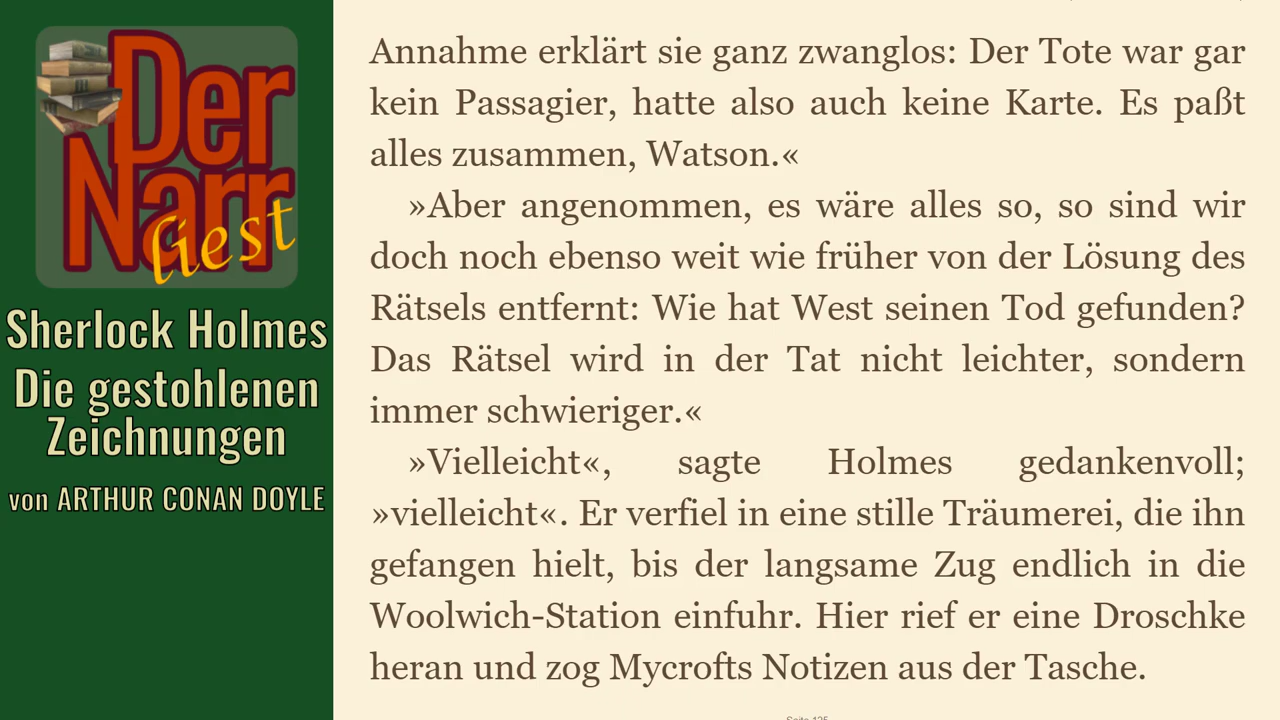 Der
Narr
liest
Sherlock Holmes
Die gestohlenen
Zeichnungen
von ARTHUR CONAN DOYLE
Annahme erklärt sie ganz zwanglos: Der Tote war gar
kein Passagier, hatte also auch keine Karte. Es paßt
alles zusammen, Watson.«
»Aber angenommen, es wäre alles so, so sind wir
doch noch ebenso weit wie früher von der Lösung des
Rätsels entfernt: Wie hat West seinen Tod gefunden?
Das Rätsel wird in der Tat nicht leichter, sondern
immer schwieriger.«
»Vielleicht«, sagte Holmes gedankenvoll;
»vielleicht«. Er verfiel in eine stille Träumerei, die ihn
gefangen hielt, bis der langsame Zug endlich in die
Woolwich-Station einfuhr. Hier rief er eine Droschke
heran und zog Mycrofts Notizen aus der Tasche.